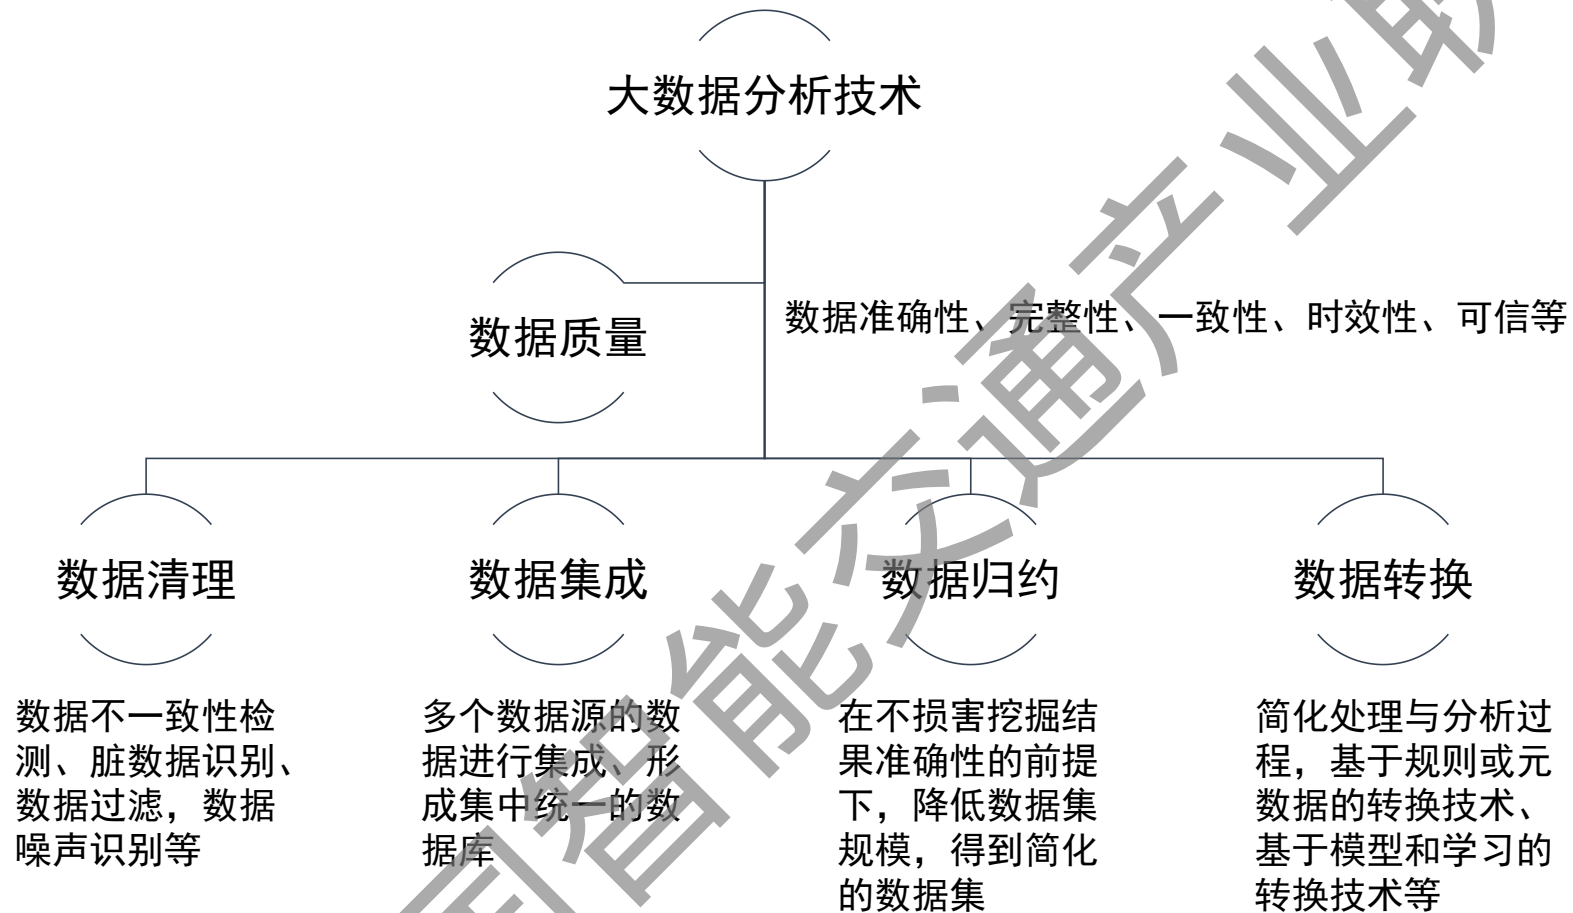 大数据分析技术
数据质量
数据准确性、完整性、一致性、时效性、可信等
数据清理
数据集成
数据归约
数据转换
数据不一致性检
测、脏数据识别、
数据过滤，数据
噪声识别等
多个数据源的数
据进行集成、形
成集中统一的数
据库
在不损害挖掘结
果准确性的前提
下，降低数据集
规模，得到简化
的数据集
简化处理与分析过
程，基于规则或元
数据的转换技术、
基于模型和学习的
转换技术等
智能交通产业